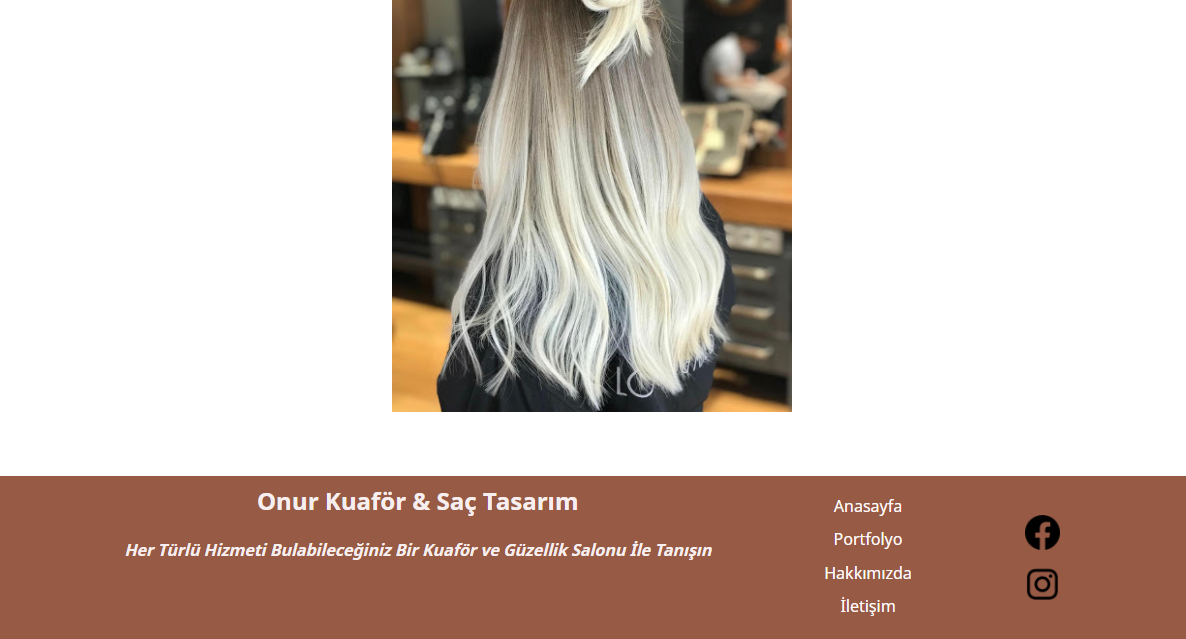 Onur Kuaför & Saç Tasarım
Her Türlü Hizmeti Bulabileceğiniz Bir Kuaför ve Güzellik Salonu İle Tanışın
Anasayfa
Portfolyo
Hakkımızda
İletişim